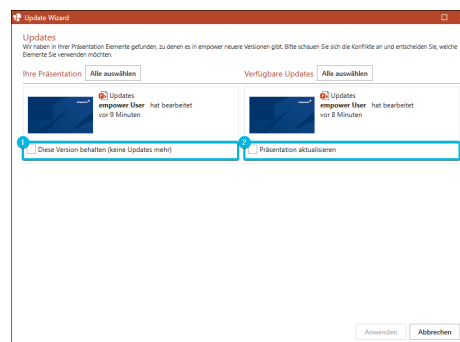 Update Wizard
Updates
Wir haben in Ihrer Präsentation Elemente gefunden, zu denen es in empower neuere Versionen gibt. Bitte schauen Sie sich die Konflikte an und entscheiden Sie, welche
Elemente Sie verwenden möchten.
Ihre Präsentation Alle auswählen
Verfügbare Updates Alle auswählen
Updates
empower User hat bearbeitet
vor 9 Minuten
Updates
empower User hat bearbeitet
vor 8 Minuten
1
Diese Version behalten (keine Updates mehr)
2
Präsentation aktualisieren
Anwenden Abbrechen